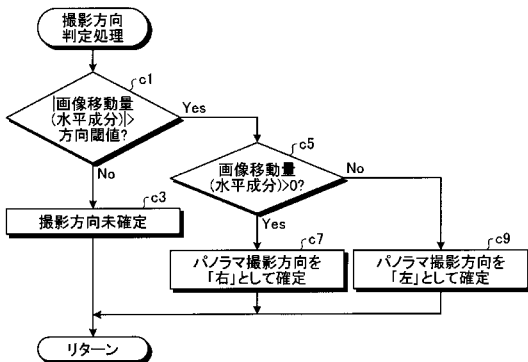 撮影方向
判定処理
c1
|画像移動量
(水平成分)|>
方向閾値?
Yes
No
c5
画像移動量
(水平成分)>0?
No
Yes
c3
撮影方向未確定
c7
パノラマ撮影方向を
「右」として確定
c9
パノラマ撮影方向を
「左」として確定
リターン